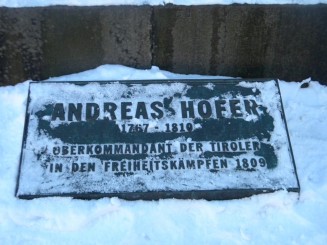 ANDREAS HOFER
1767 - 1810
OBERKOMMANDANT DER TIROLER
IN DEN FREIHEITSKÄMPFEN 1809